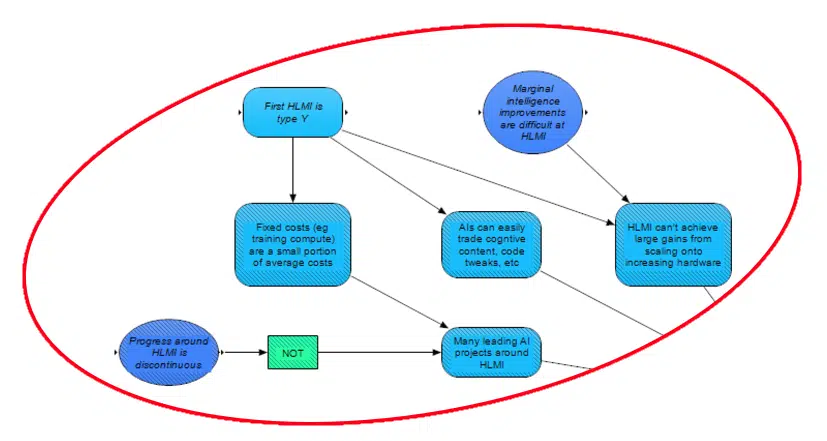 First HLMI is
type Y
Marginal
intelligence
improvements
are difficult at
HLMI
Fixed costs (eg
training compute)
are a small portion
of average costs
AIs can easily
trade cogntive
content, code
tweaks, etc
HLMI can't achieve
large gains from
scaling onto
increasing hardware
Progress around
HLMI is
discontinuous
NOT
Many leading AI
projects around
HLMI